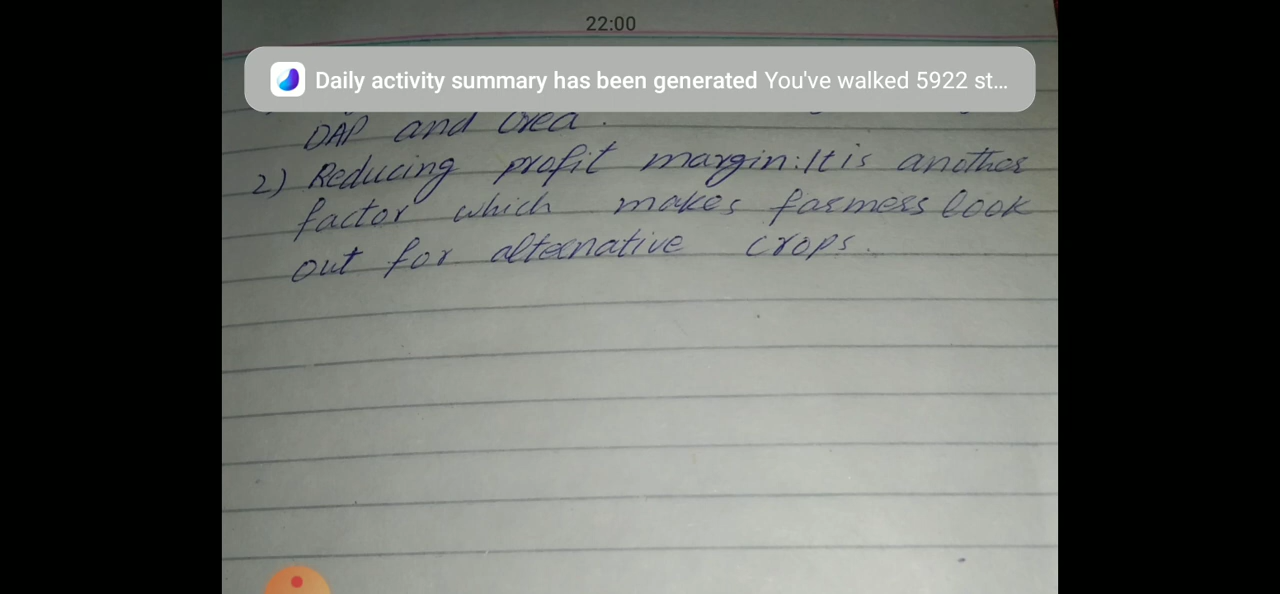 22:00
Daily activity summary has been generated You've walked 5922 st...
DAP and Urea.
2) Reducing profit margin: It is another
factor which makes farmers look
out for alternative crops.